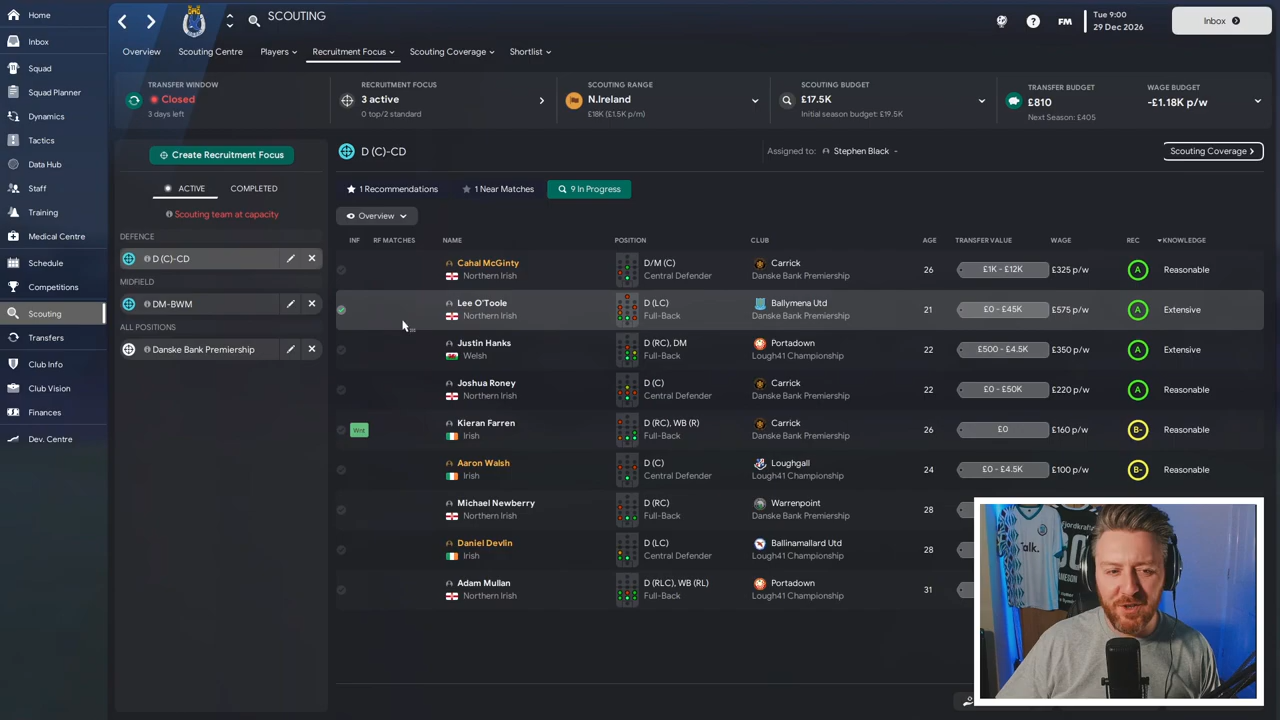 Home
SCOUTING
Tue 9:00
29 Dec 2026
FM
Inbox
Inbox
Overview
Scouting Centre
Players
Recruitment Focus
Scouting Coverage
Shortlist
Squad
Squad Planner
Dynamics
Tactics
Data Hub
Staff
Training
Medical Centre
Schedule
Competitions
Scouting
Transfers
Club Info
Club Vision
Finances
Dev. Centre
TRANSFER WINDOW
Closed
3 days left
RECRUITMENT FOCUS
3 active
0 top/2 standard
SCOUTING RANGE
N.Ireland
£18K (£1.5K p/m)
SCOUTING BUDGET
£17.5K
Initial season budget: £19.5K
TRANSFER BUDGET
£810
Next Season: £405
WAGE BUDGET
-£1.18K p/w
Create Recruitment Focus
ACTIVE
COMPLETED
Scouting team at capacity
DEFENCE
D (C)-CD
MIDFIELD
DM-BWM
ALL POSITIONS
Danske Bank Premiership
D (C)-CD
Assigned to: Stephen Black -
Scouting Coverage
1 Recommendations
1 Near Matches
9 In Progress
Overview
INF RF MATCHES NAME POSITION CLUB AGE TRANSFER VALUE WAGE REC KNOWLEDGE
Cahal McGinty D/M (C) Carrick 26 £1K - £12K £325 p/w A Reasonable
Northern Irish Central Defender Danske Bank Premiership
Lee O'Toole D (LC) Ballymena Utd 21 £0 - £45K £575 p/w A Extensive
Northern Irish Full-Back Danske Bank Premiership
Justin Hanks D (RC), DM Portadown 22 £500 - £4.5K £350 p/w A Extensive
Welsh Full-Back Lough41 Championship
Joshua Roney D (C) Carrick 22 £0 - £50K £220 p/w A Reasonable
Northern Irish Central Defender Danske Bank Premiership
Wnt Kieran Farren D (RC), WB (R) Carrick 26 £0 £160 p/w B- Reasonable
Irish Full-Back Danske Bank Premiership
Aaron Walsh D (C) Loughgall 24 £0 - £4.5K £100 p/w B- Reasonable
Irish Central Defender Lough41 Championship
Michael Newberry D (RC) Warrenpoint 28
Northern Irish Full-Back Danske Bank Premiership
Daniel Devlin D (LC) Ballinamallard Utd 28
Irish Central Defender Lough41 Championship
Adam Mullan D (RLC), WB (RL) Portadown 31
Northern Irish Full-Back Lough41 Championship